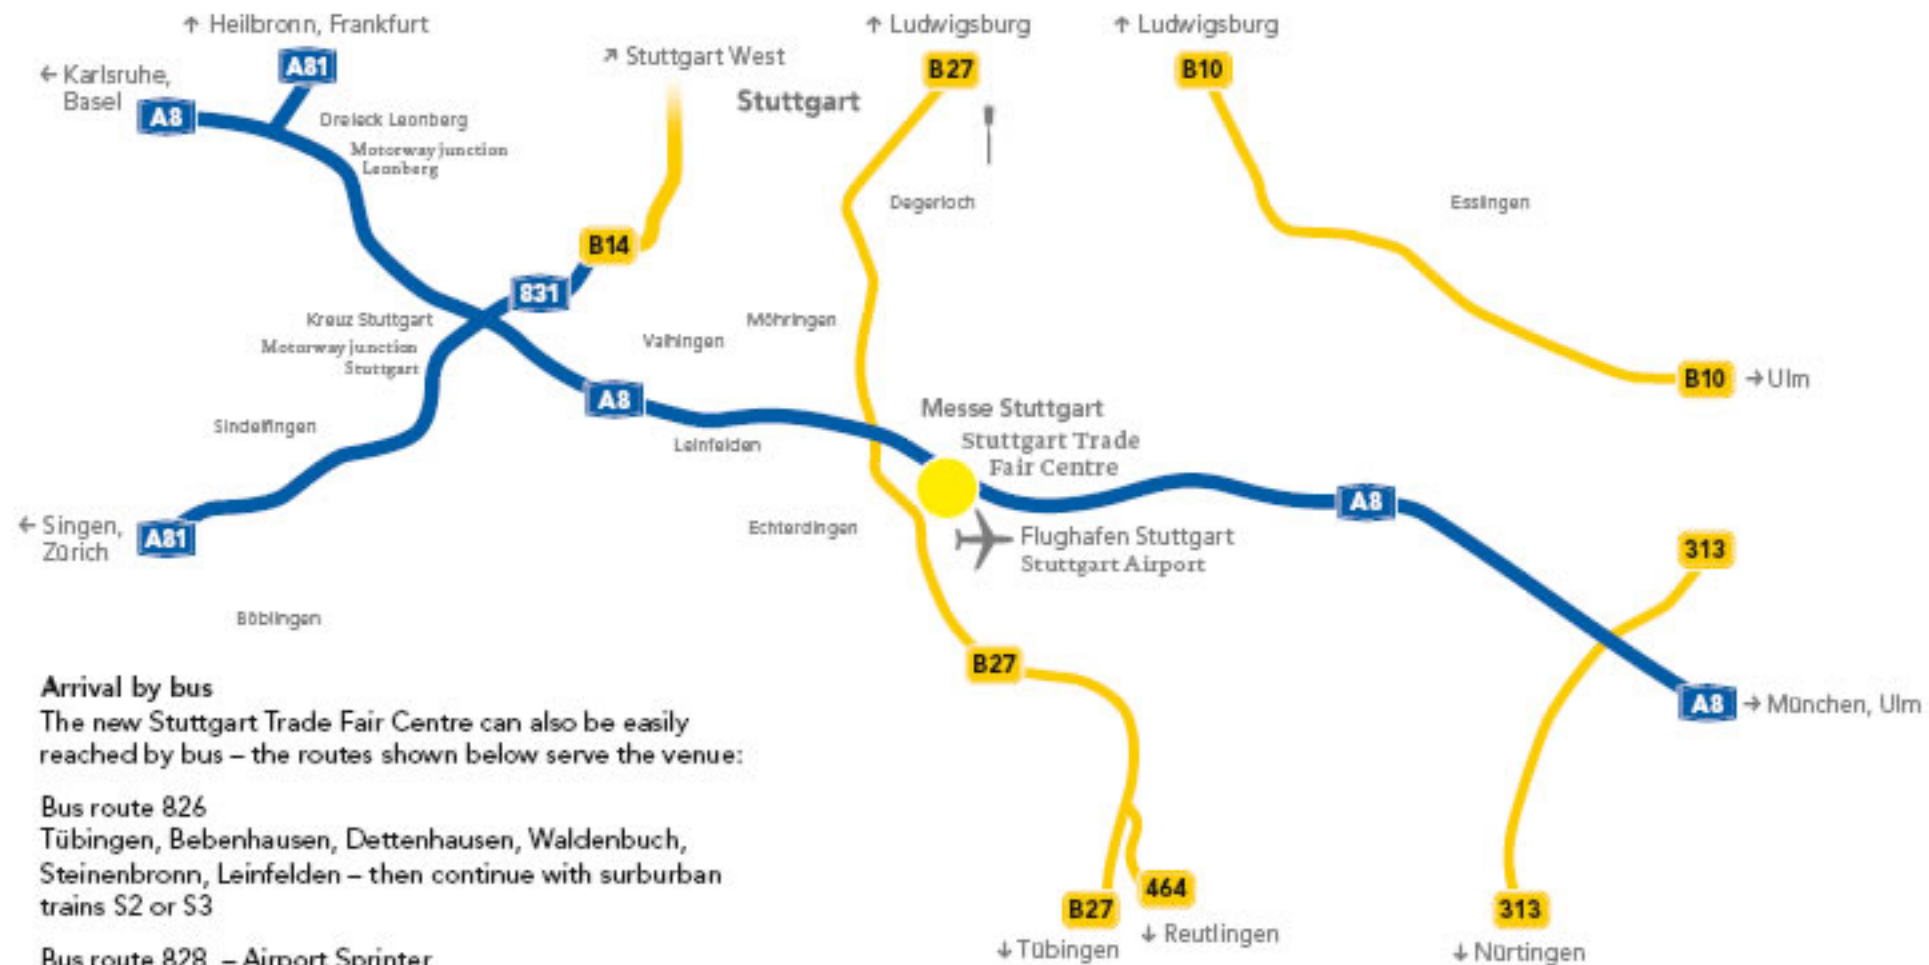 ↑ Heilbronn, Frankfurt
A81
← Karlsruhe,
Basel
A8
Dreieck Leonberg
Motorway junction
Leonberg
↗ Stuttgart West
Stuttgart
↑ Ludwigsburg
B27
↑ Ludwigsburg
B10
Degerloch
Esslingen
B14
831
Kreuz Stuttgart
Motorway junction
Stuttgart
Vaihingen
Möhringen
B10
→ Ulm
A8
Messe Stuttgart
Stuttgart Trade
Fair Centre
Sindelfingen
Leinfelden
A8
← Singen,
Zürich
A81
Echterdingen
Flughafen Stuttgart
Stuttgart Airport
313
Böblingen
B27
A8
→ München, Ulm
Arrival by bus
The new Stuttgart Trade Fair Centre can also be easily
reached by bus – the routes shown below serve the venue:
Bus route 826
Tübingen, Bebenhausen, Dettenhausen, Waldenbuch,
Steinenbronn, Leinfelden – then continue with surburban
trains S2 or S3
Bus route 828 – Airport Sprinter
B27
↓ Tübingen
464
↓ Reutlingen
313
↓ Nürtingen